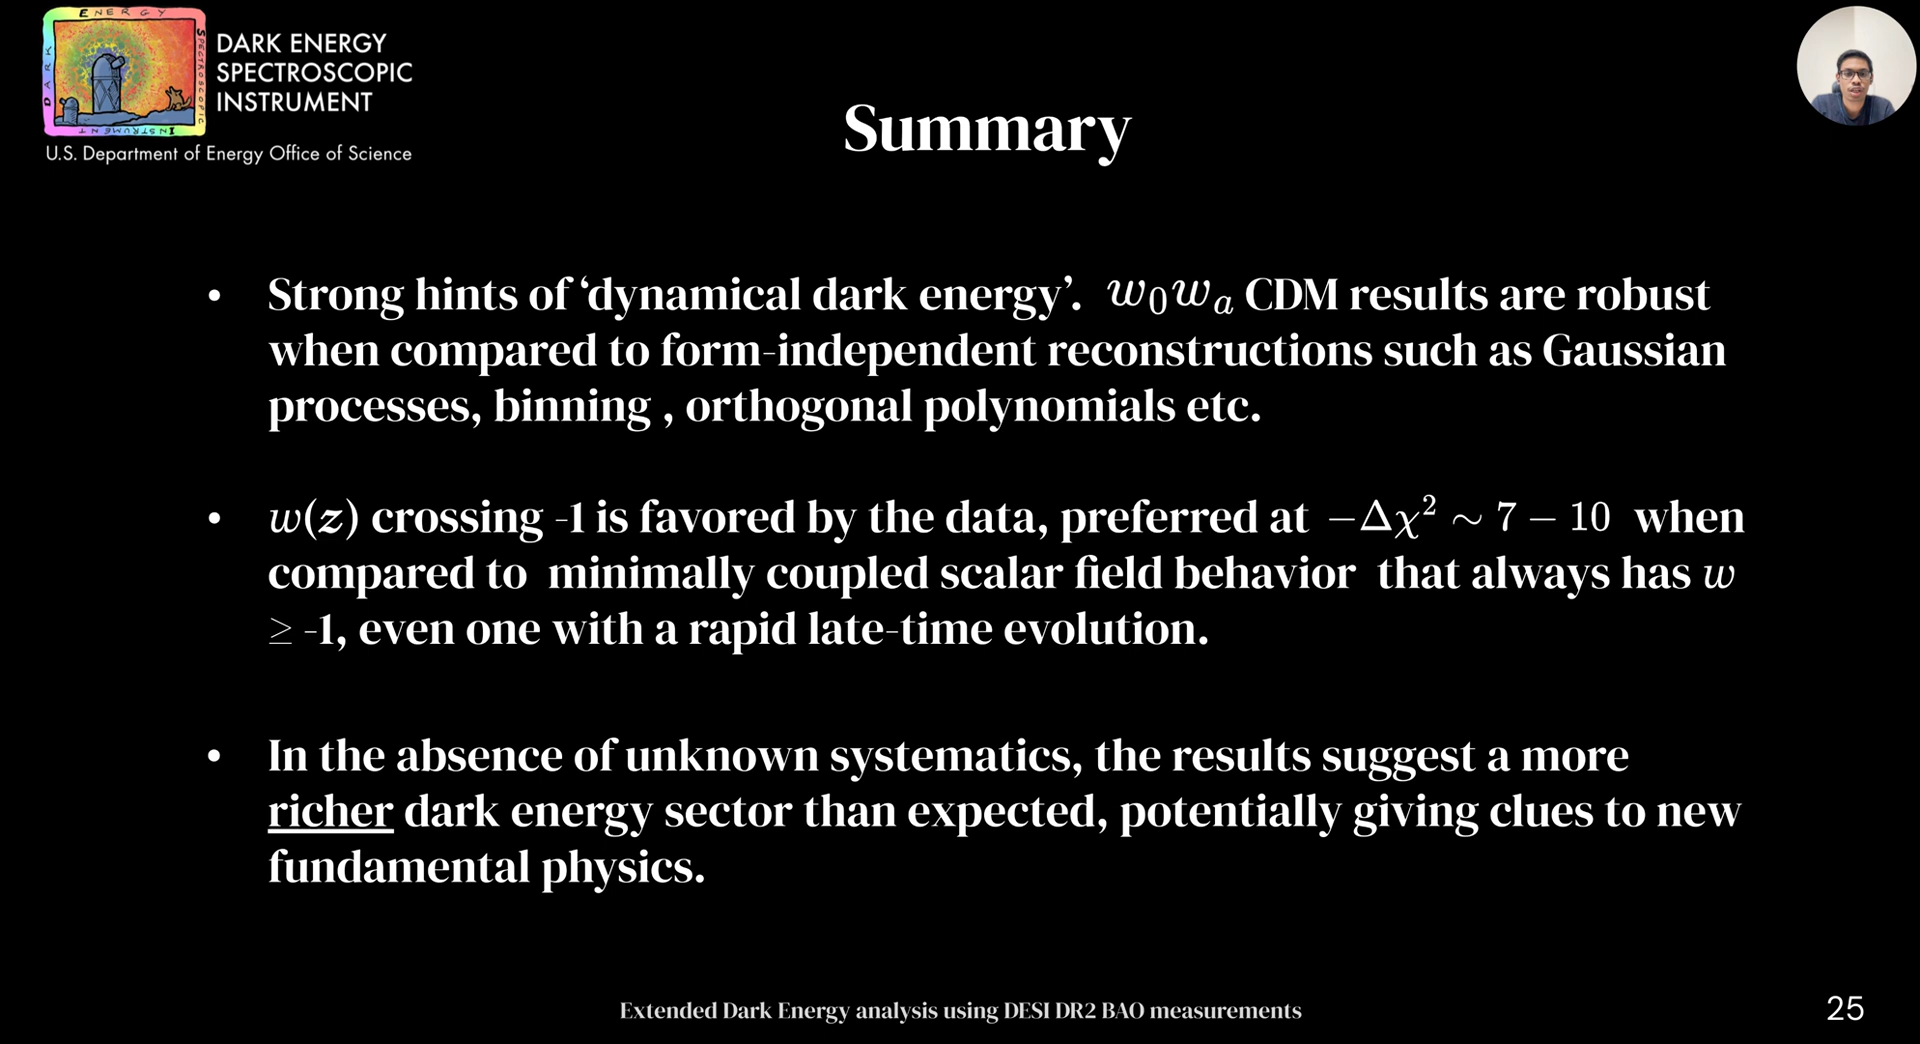 DARK ENERGY SPECTROSCOPIC INSTRUMENT
DARK ENERGY
SPECTROSCOPIC
INSTRUMENT
U.S. Department of Energy Office of Science
Summary
• Strong hints of ‘dynamical dark energy’. w₀wₐ CDM results are robust
when compared to form-independent reconstructions such as Gaussian
processes, binning , orthogonal polynomials etc.
• w(z) crossing -1 is favored by the data, preferred at −Δχ² ∼ 7 − 10 when
compared to minimally coupled scalar field behavior that always has w
≥ -1, even one with a rapid late-time evolution.
• In the absence of unknown systematics, the results suggest a more
richer dark energy sector than expected, potentially giving clues to new
fundamental physics.
Extended Dark Energy analysis using DESI DR2 BAO measurements
25